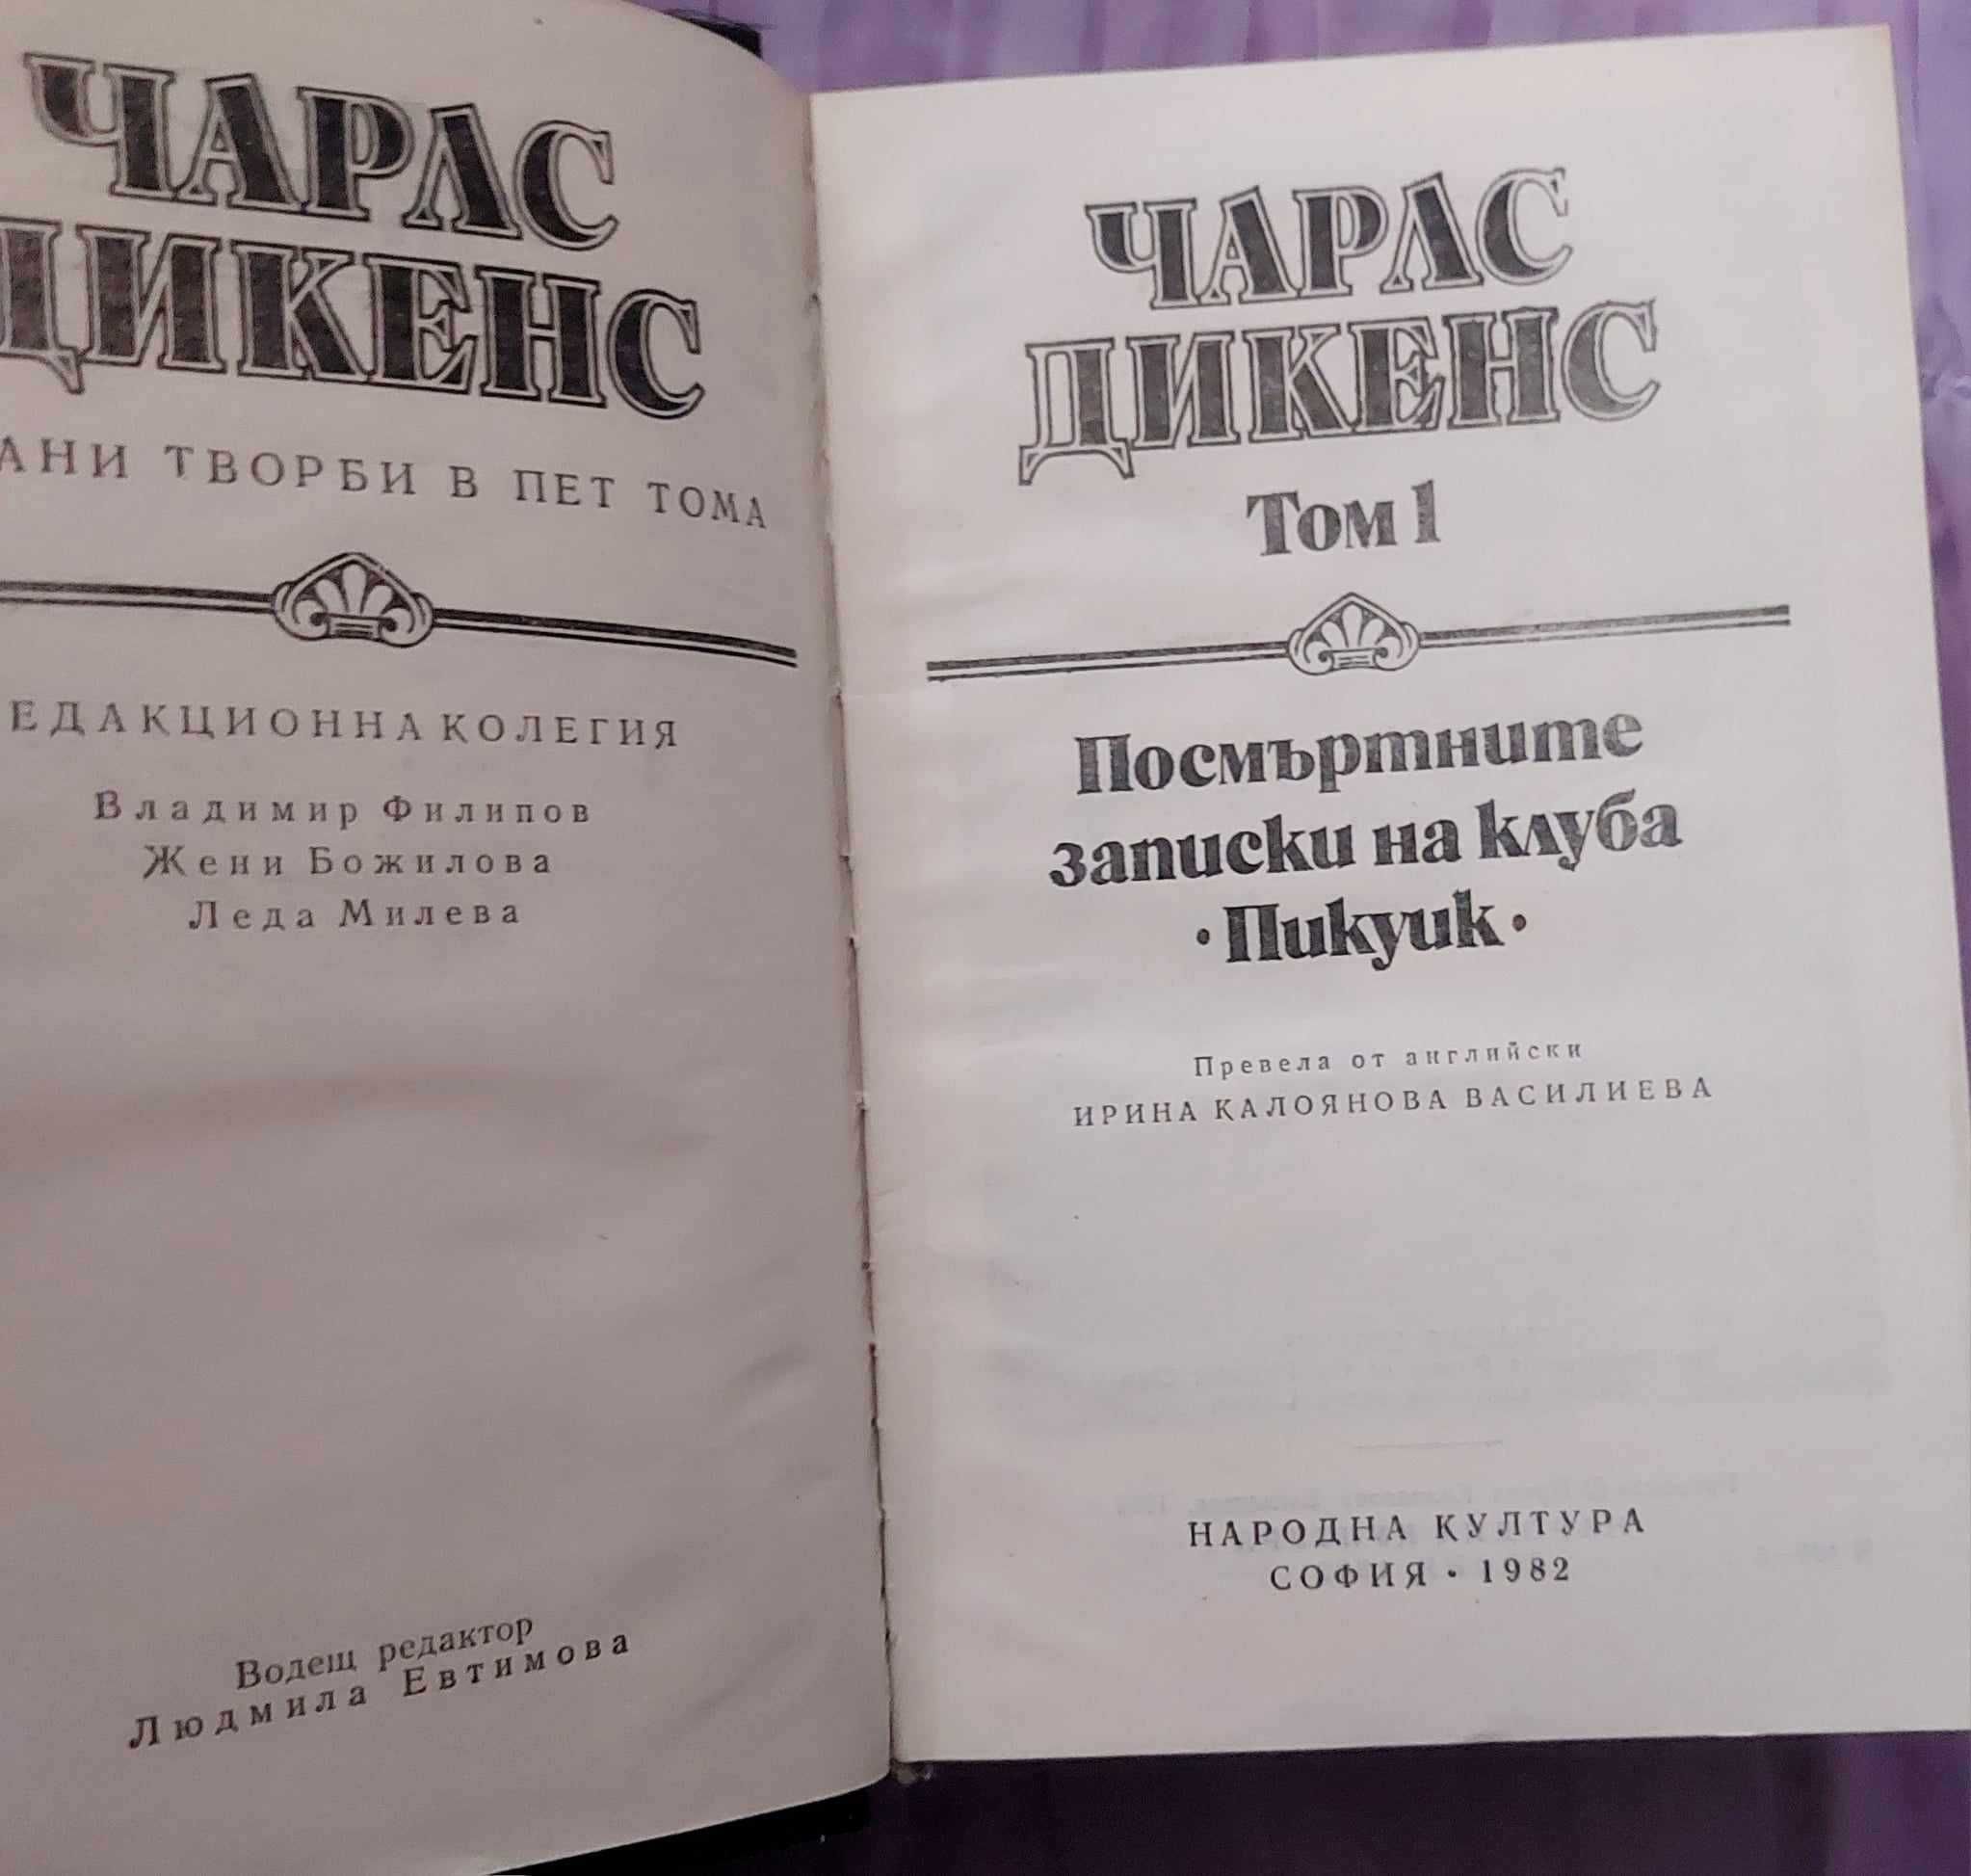 ЧАРЛС
ДИКЕНС
АНИ ТВОРБИ В ПЕТ ТОМА
ЕДАКЦИОННА КОЛЕГИЯ
Владимир Филипов
Жени Божилова
Леда Милева
Водещ редактор
Людмила Евтимова
ЧАРЛС
ДИКЕНС
Том 1
Посмъртните
записки на клуба
• Пикуик •
Превела от английски
ИРИНА КАЛОЯНОВА ВАСИЛИЕВА
НАРОДНА КУЛТУРА
СОФИЯ • 1982